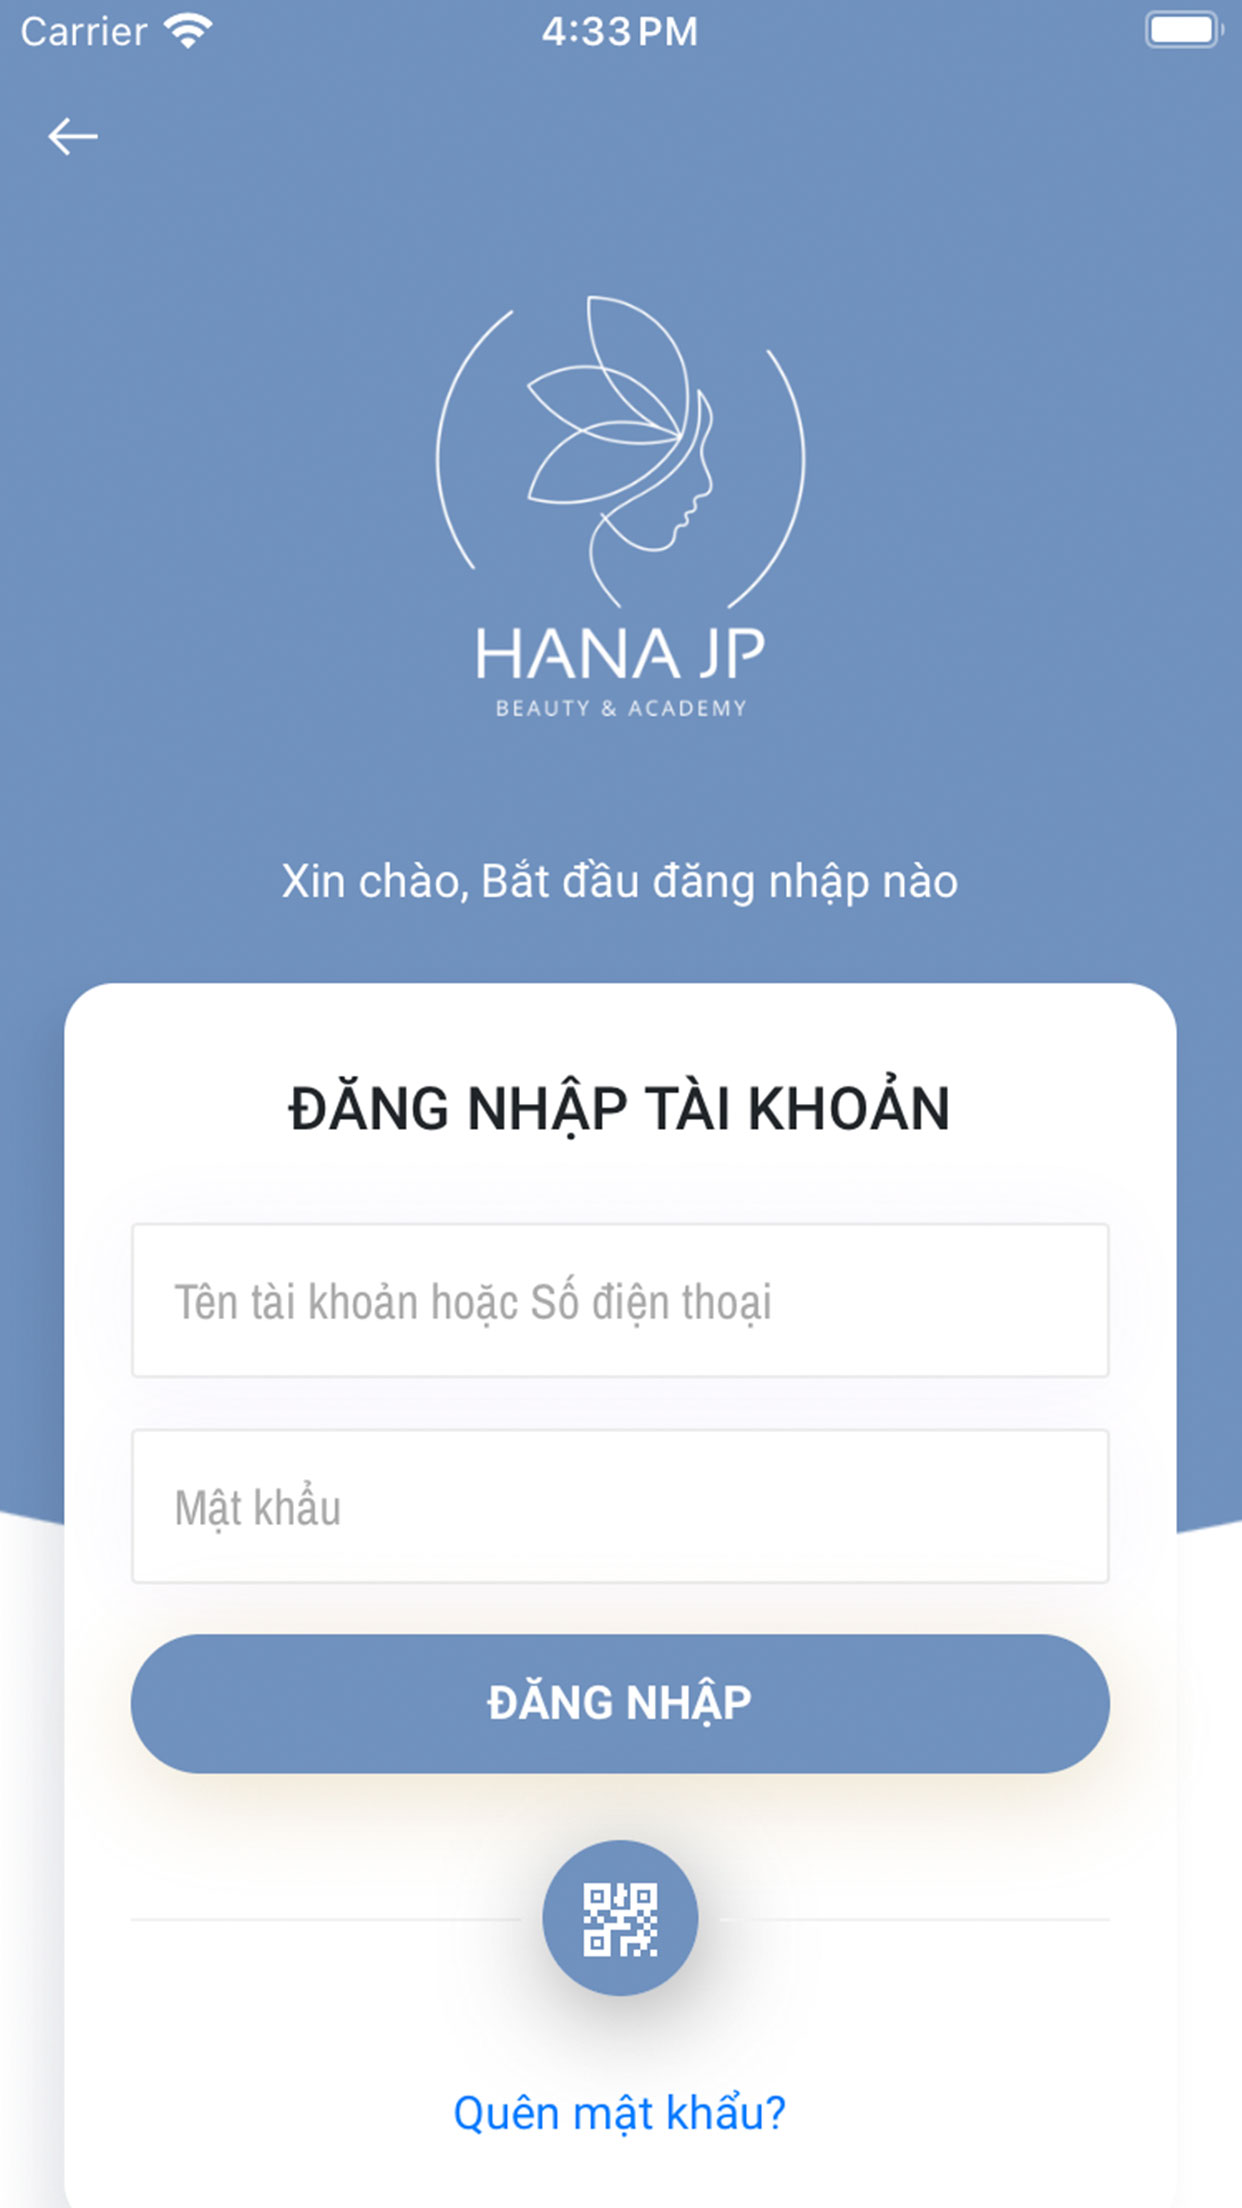 Carrier 4:33 PM
HANA JP
BEAUTY & ACADEMY
Xin chào, Bắt đầu đăng nhập nào
ĐĂNG NHẬP TÀI KHOẢN
Tên tài khoản hoặc Số điện thoại
Mật khẩu
ĐĂNG NHẬP
Quên mật khẩu?